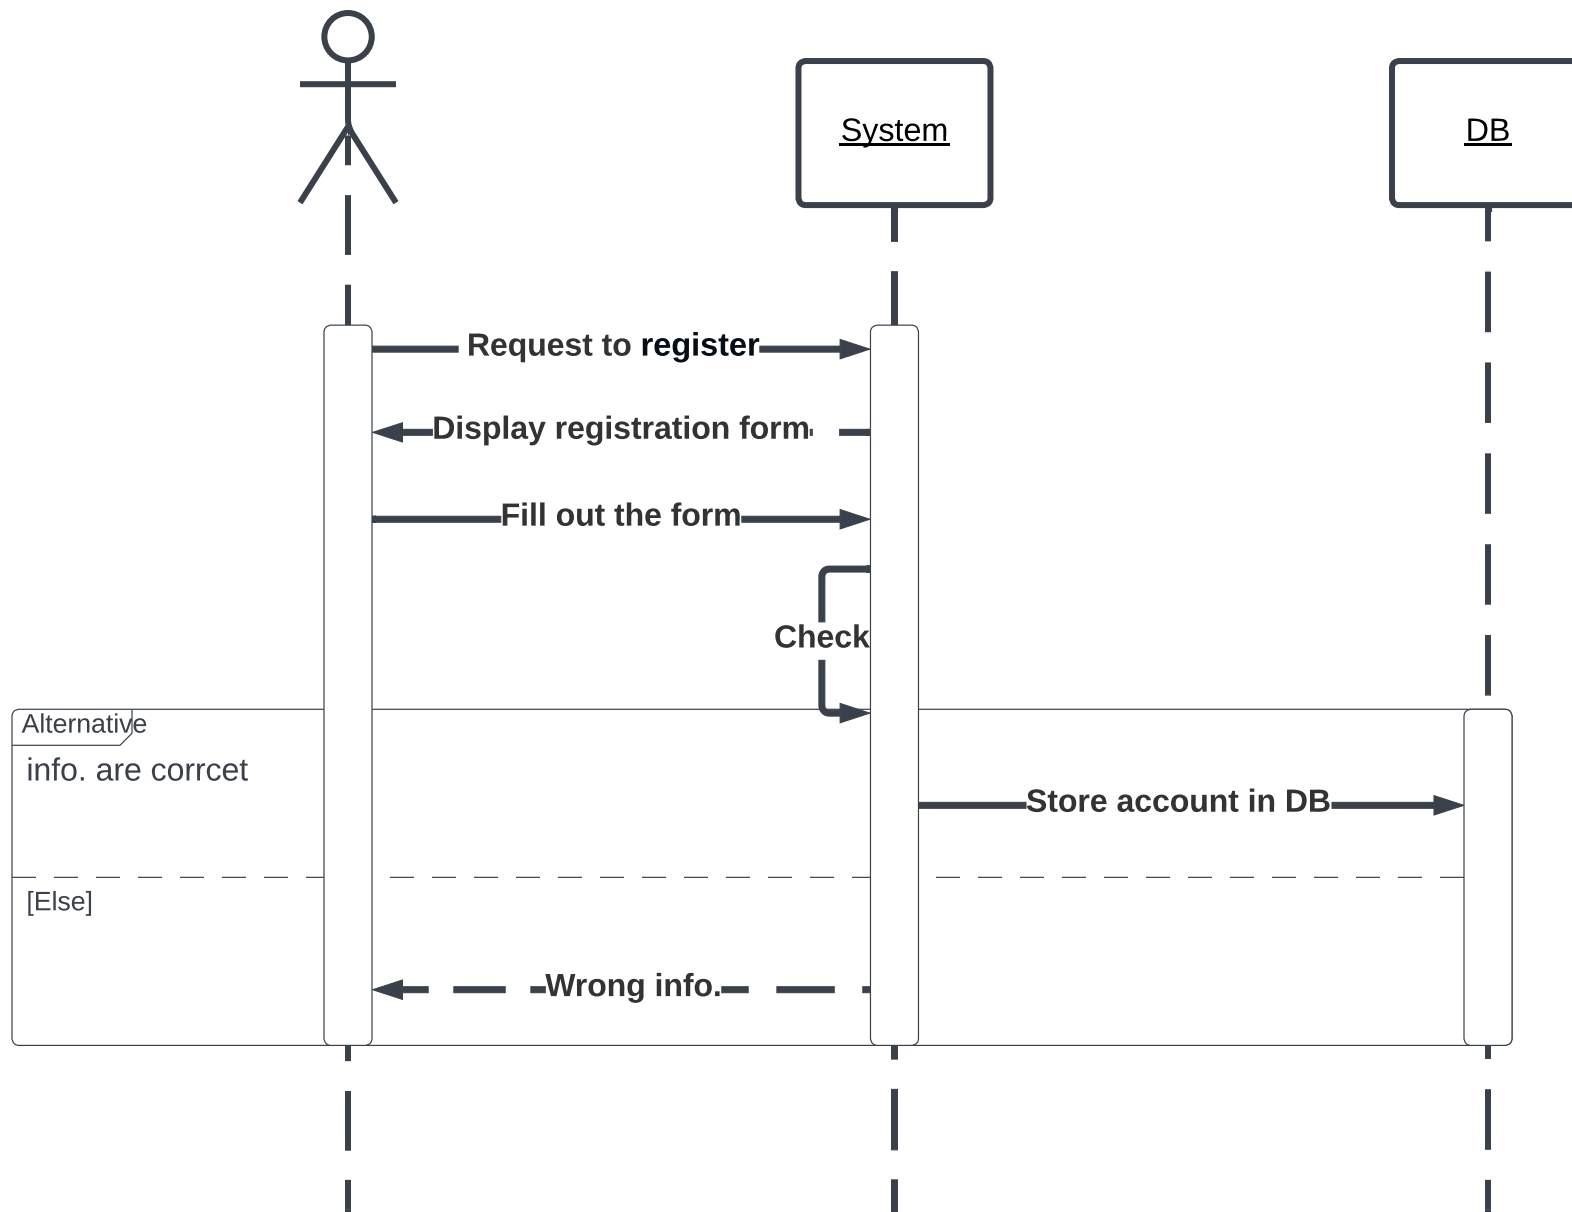 System
DB
Request to register
Display registration form
Fill out the form
Check
Alternative
info. are corrcet
Store account in DB
[Else]
Wrong info.